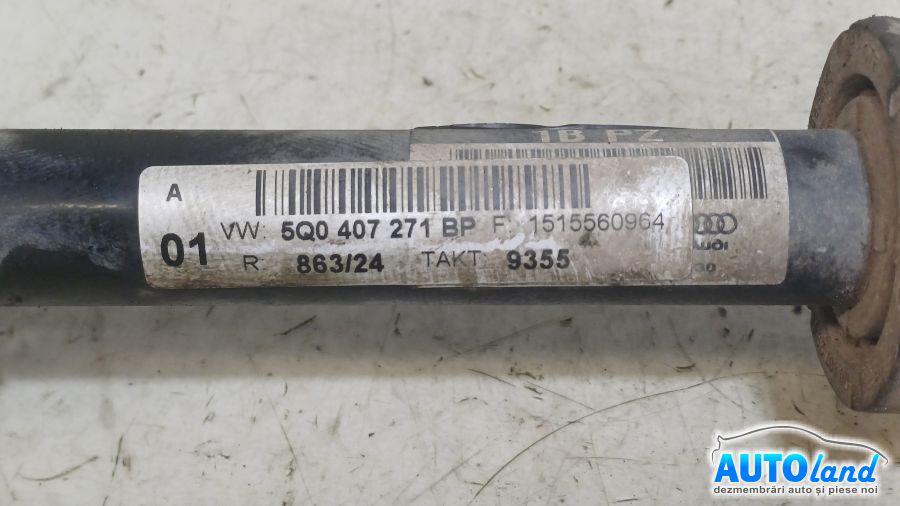 1B PZ
A
01
VW: 5Q0 407 271 BP F: 1515560964
R 863/24 TAKT: 9355
AUDI
30
AUTOland
dezmembrări auto și piese noi